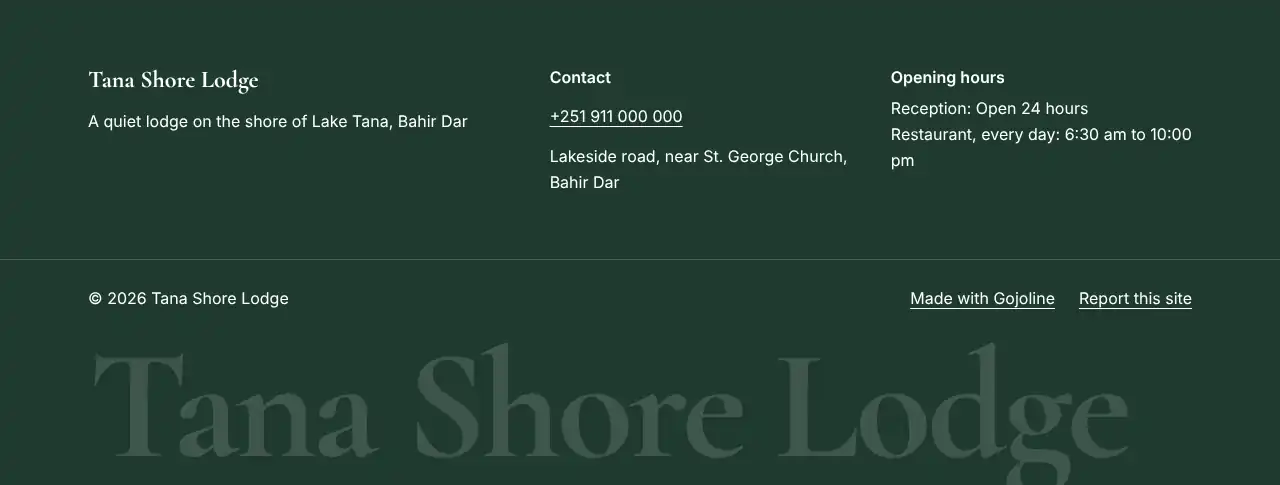 Tana Shore Lodge
A quiet lodge on the shore of Lake Tana, Bahir Dar
Contact
+251 911 000 000
Lakeside road, near St. George Church,
Bahir Dar
Opening hours
Reception: Open 24 hours
Restaurant, every day: 6:30 am to 10:00
pm
© 2026 Tana Shore Lodge
Made with Gojoline
Report this site
Tana Shore Lodge